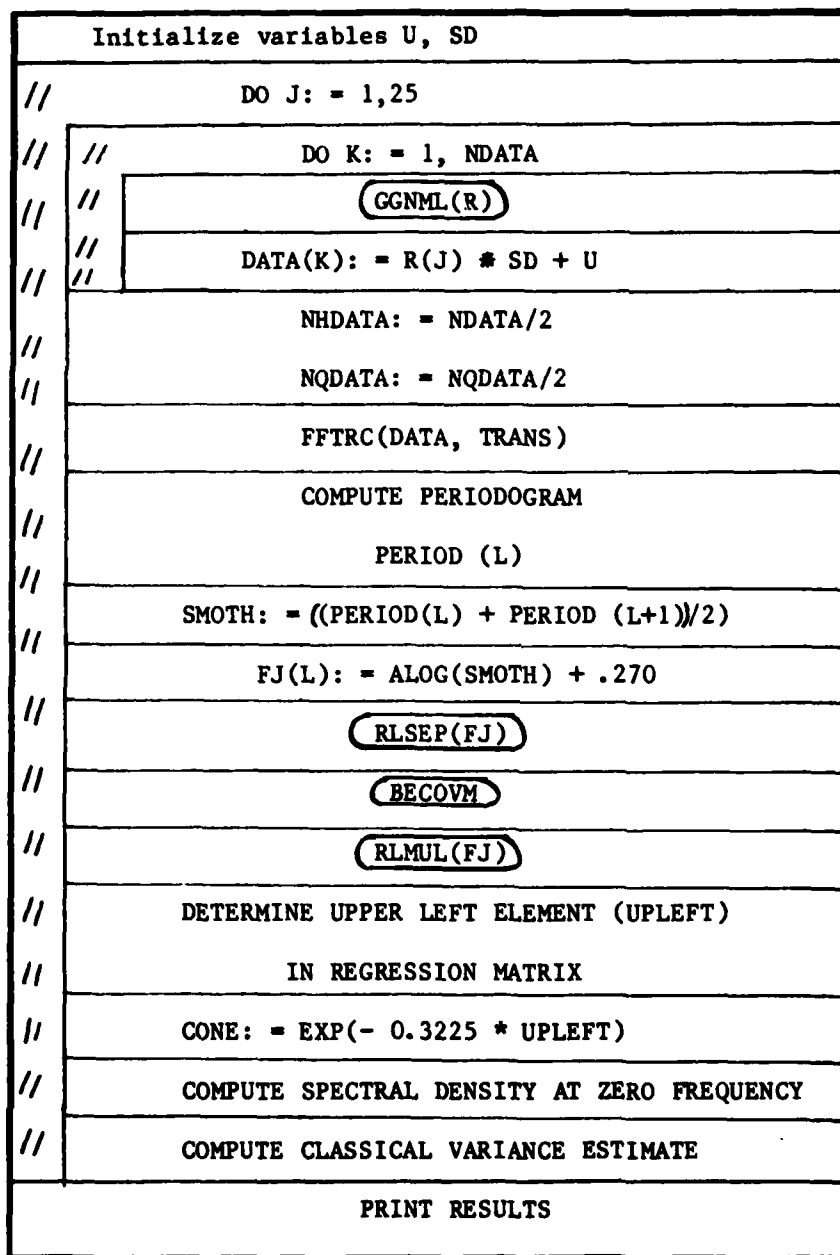 Initialize variables U, SD
DO J: = 1,25
DO K: = 1, NDATA
GGNML(R)
DATA(K): = R(J) * SD + U
NHDATA: = NDATA/2
NQDATA: = NQDATA/2
FFTRC(DATA, TRANS)
COMPUTE PERIODOGRAM
PERIOD (L)
SMOTH: = ((PERIOD(L) + PERIOD (L+1))/2)
FJ(L): = ALOG(SMOTH) + .270
RLSEP(FJ)
BECOVM
RLMUL(FJ)
DETERMINE UPPER LEFT ELEMENT (UPLEFT)
IN REGRESSION MATRIX
CONE: = EXP(- 0.3225 * UPLEFT)
COMPUTE SPECTRAL DENSITY AT ZERO FREQUENCY
COMPUTE CLASSICAL VARIANCE ESTIMATE
PRINT RESULTS